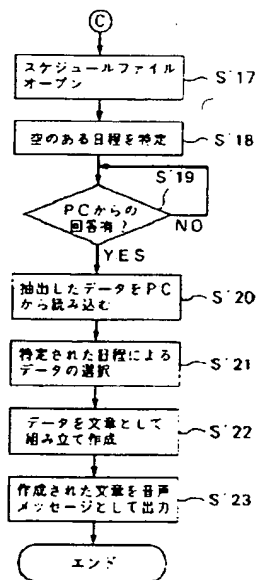 C
スケジュールファイル
オープン
S'17
空のある日程を特定
S'18
S'19
PCからの
回答有?
NO
YES
抽出したデータをPC
から読み込む
S'20
特定された日程による
データの選択
S'21
データを文章として
組み立て作成
S'22
作成された文章を音声
メッセージとして出力
S'23
エンド